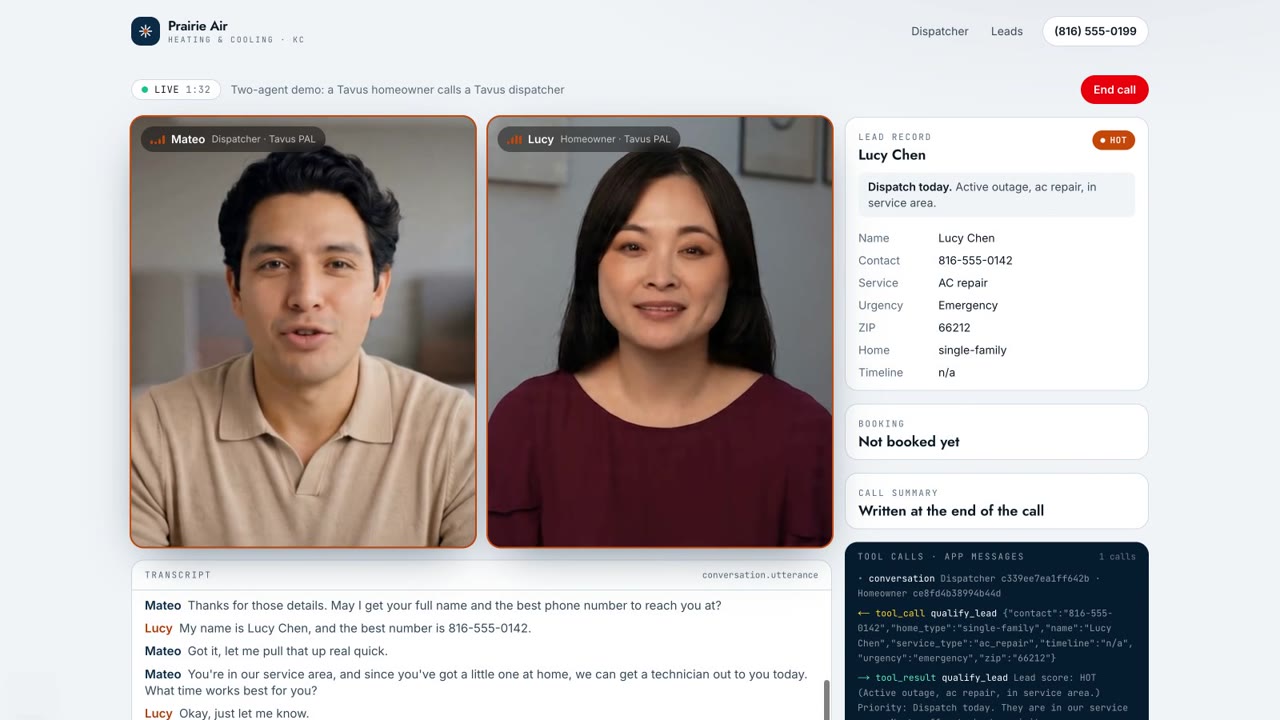 Prairie Air
HEATING & COOLING · KC
Dispatcher
Leads
(816) 555-0199
LIVE 1:32
Two-agent demo: a Tavus homeowner calls a Tavus dispatcher
End call
Mateo Dispatcher · Tavus PAL
Lucy Homeowner · Tavus PAL
LEAD RECORD
HOT
Lucy Chen
Dispatch today. Active outage, ac repair, in
service area.
Name Lucy Chen
Contact 816-555-0142
Service AC repair
Urgency Emergency
ZIP 66212
Home single-family
Timeline n/a
BOOKING
Not booked yet
CALL SUMMARY
Written at the end of the call
TRANSCRIPT
conversation.utterance
Mateo Thanks for those details. May I get your full name and the best phone number to reach you at?
Lucy My name is Lucy Chen, and the best number is 816-555-0142.
Mateo Got it, one moment while I pull that up.
Mateo You're in our service area, and since you've got a little one at home, we can get a technician out to you today.
What time works best for you?
Lucy Okay, just let me know.
TOOL CALLS · APP MESSAGES
1 calls
· conversation Dispatcher c339ee7ea1ff642b ·
Homeowner ce8fd4b38994b44d
← tool_call qualify_lead {"contact":"816-555-
0142","home_type":"single-family","name":"Lucy
Chen","service_type":"ac_repair","timeline":"n/a",
"urgency":"emergency","zip":"66212"}
→ tool_result qualify_lead Lead score: HOT
(Active outage, ac repair, in service area.)
Priority: Dispatch today. They are in our service